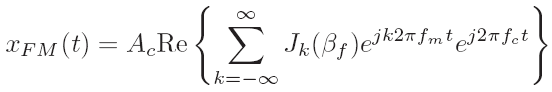 x_{FM}(t) = A_c \mathrm{Re} \left\{ \sum_{k=-\infty}^{\infty} J_k(\beta_f) e^{jk2\pi f_m t} e^{j2\pi f_c t} \right\}